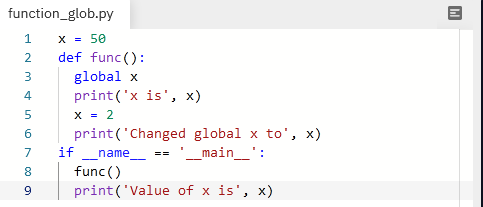 function_glob.py
1 x = 50
2 def func():
3     global x
4     print('x is', x)
5     x = 2
6     print('Changed global x to', x)
7 if __name__ == '__main__':
8     func()
9     print('Value of x is', x)